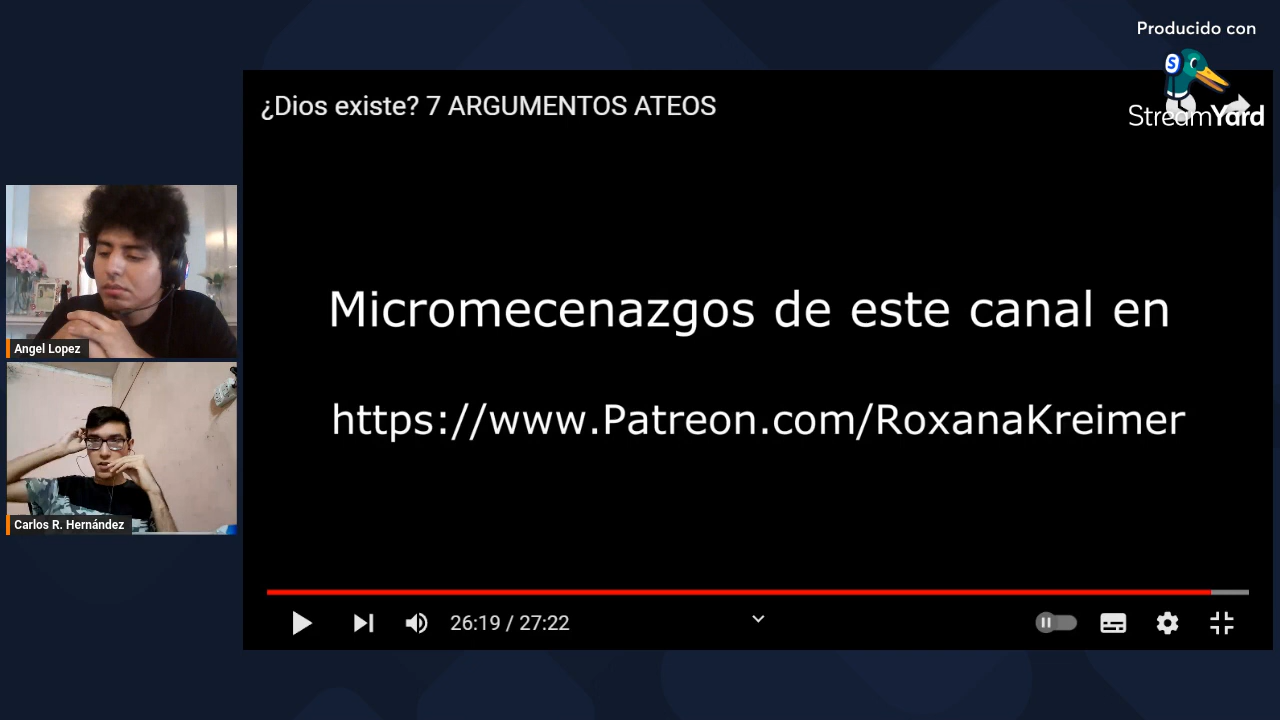 Producido con
S
StreamYard
¿Dios existe? 7 ARGUMENTOS ATEOS
Micromecenazgos de este canal en
https://www.Patreon.com/RoxanaKreimer
Angel Lopez
Carlos R. Hernández
26:19 / 27:22